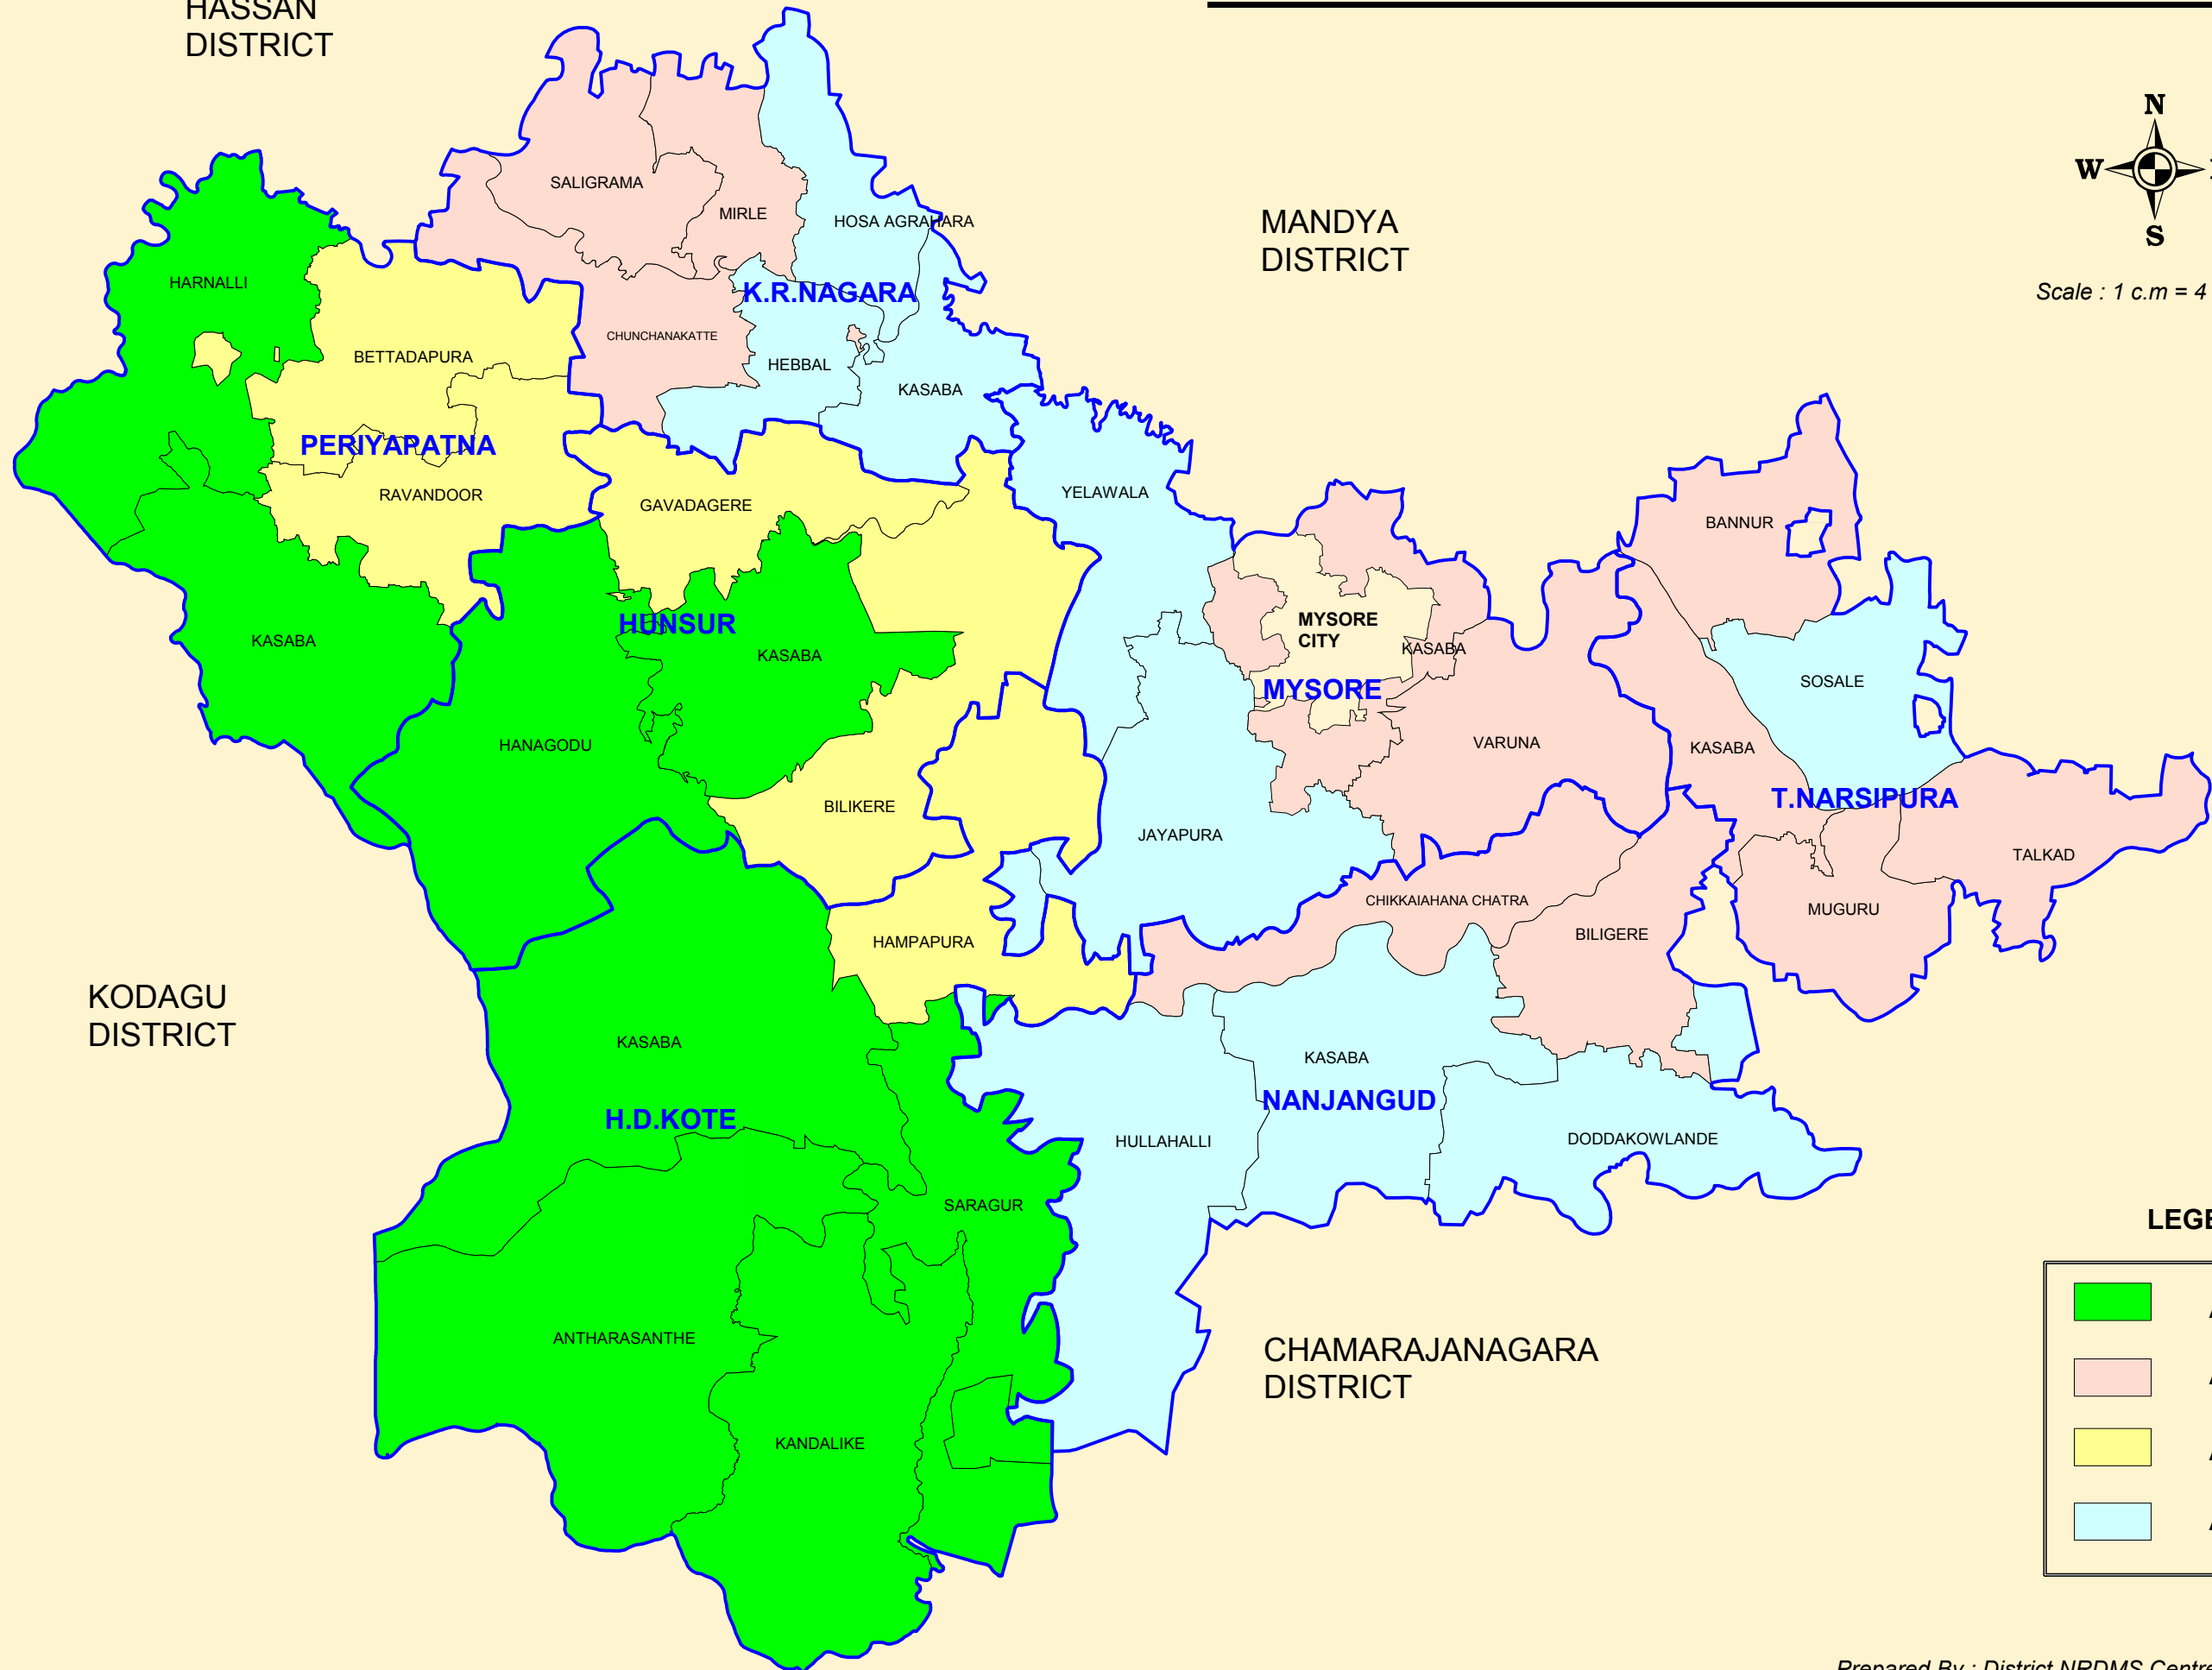 HASSAN
DISTRICT
N
W
S
Scale : 1 c.m = 4
MANDYA
DISTRICT
SALIGRAMA
MIRLE
HOSA AGRAHARA
HARNALLI
K.R.NAGARA
CHUNCHANAKATTE
BETTADAPURA
HEBBAL
KASABA
PERIYAPATNA
RAVANDOOR
GAVADAGERE
YELAWALA
BANNUR
HUNSUR
KASABA
KASABA
MYSORE
CITY
KASABA
MYSORE
SOSALE
HANAGODU
VARUNA
KASABA
BILIKERE
T.NARSIPURA
JAYAPURA
TALKAD
CHIKKAIAHANA CHATRA
MUGURU
HAMPAPURA
BILIGERE
KODAGU
DISTRICT
KASABA
KASABA
H.D.KOTE
NANJANGUD
HULLAHALLI
DODDAKOWLANDE
SARAGUR
LEGE
ANTHARASANTHE
CHAMARAJANAGARA
DISTRICT
KANDALIKE
Prepared By : District NRDMS Centre